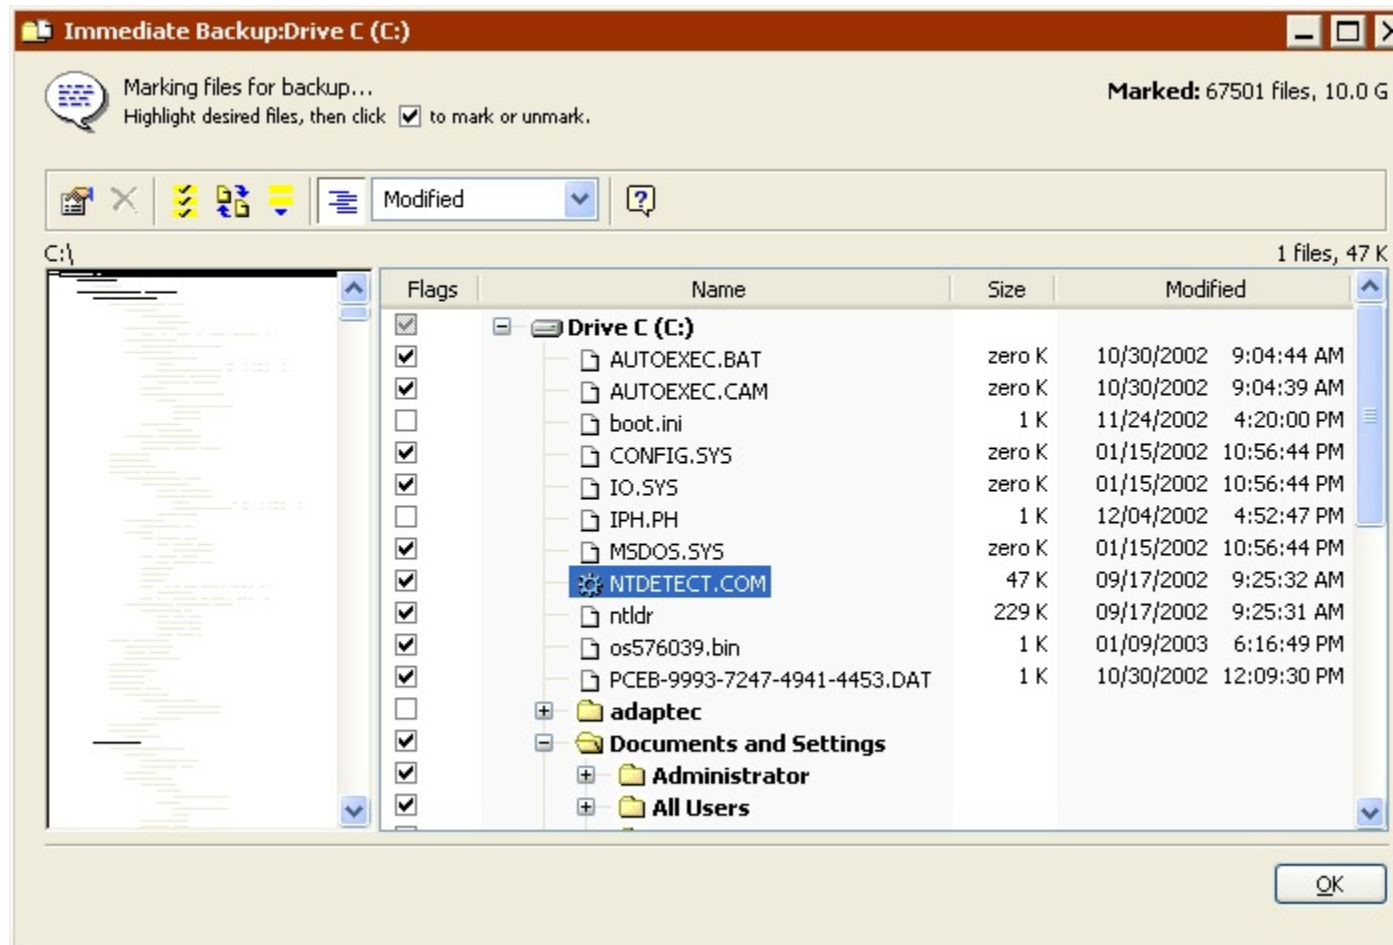 Immediate Backup:Drive C (C:)
Marking files for backup...
Highlight desired files, then click to mark or unmark.
Marked: 67501 files, 10.0 G
Modified
C:\
1 files, 47 K
Flags Name Size Modified
Drive C (C:)
AUTOEXEC.BAT zero K 10/30/2002 9:04:44 AM
AUTOEXEC.CAM zero K 10/30/2002 9:04:39 AM
boot.ini 1 K 11/24/2002 4:20:00 PM
CONFIG.SYS zero K 01/15/2002 10:56:44 PM
IO.SYS zero K 01/15/2002 10:56:44 PM
IPH.PH 1 K 12/04/2002 4:52:47 PM
MSDOS.SYS zero K 01/15/2002 10:56:44 PM
NTDETECT.COM 47 K 09/17/2002 9:25:32 AM
ntldr 229 K 09/17/2002 9:25:31 AM
os576039.bin 1 K 01/09/2003 6:16:49 PM
PCEB-9993-7247-4941-4453.DAT 1 K 10/30/2002 12:09:30 PM
adaptec
Documents and Settings
Administrator
All Users
OK